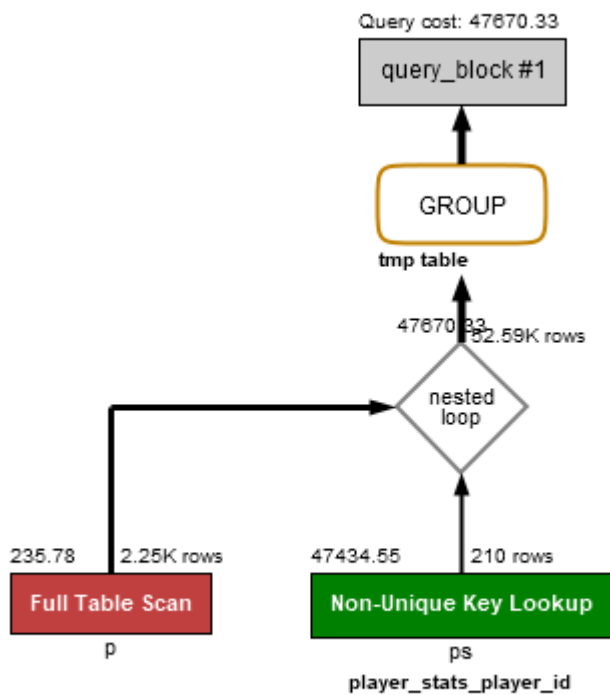 Query cost: 47670.33
query_block #1
GROUP
tmp table
47670.33
52.59K rows
nested
loop
235.78
2.25K rows
47434.55
210 rows
Full Table Scan
Non-Unique Key Lookup
p
ps
player_stats_player_id